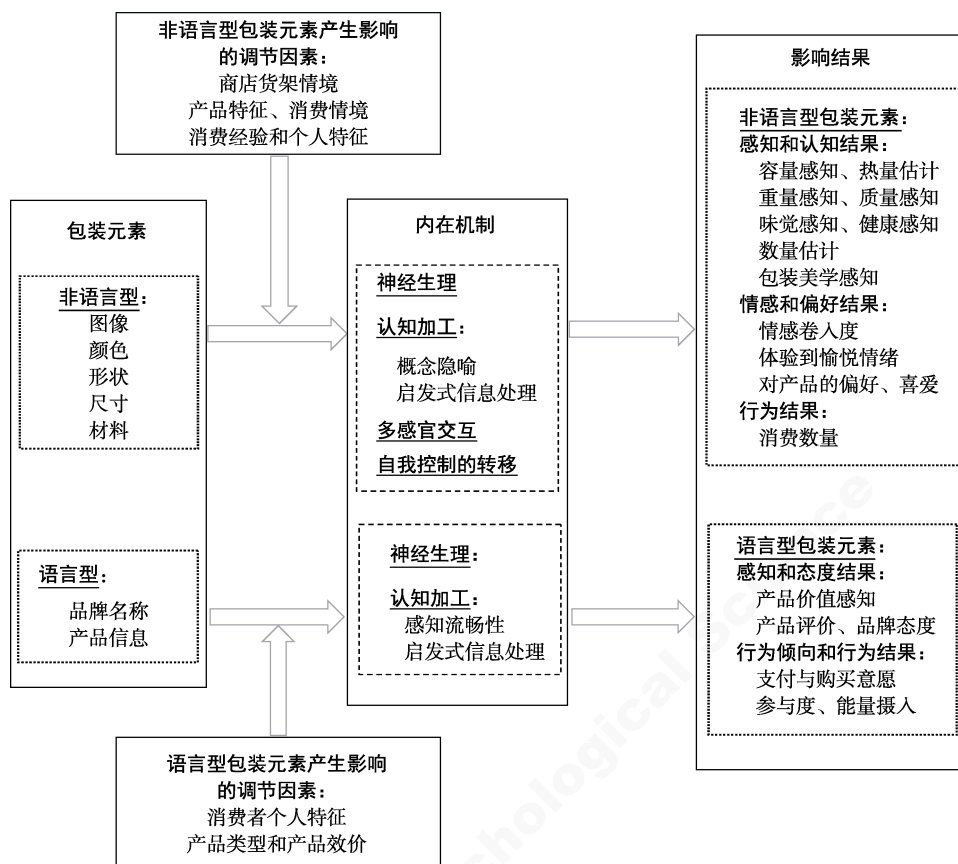 非语言型包装元素产生影响
的调节因素：
商店货架情境
产品特征、消费情境
消费经验和个人特征
包装元素
非语言型：
图像
颜色
形状
尺寸
材料
语言型：
品牌名称
产品信息
内在机制
神经生理
认知加工：
概念隐喻
启发式信息处理
多感官交互
自我控制的转移
神经生理：
认知加工：
感知流畅性
启发式信息处理
影响结果
非语言型包装元素：
感知和认知结果：
容量感知、热量估计
重量感知、质量感知
味觉感知、健康感知
数量估计
包装美学感知
情感和偏好结果：
情感卷入度
体验到愉悦情绪
对产品的偏好、喜爱
行为结果：
消费数量
语言型包装元素：
感知和态度结果：
产品价值感知
产品评价、品牌态度
行为倾向和行为结果：
支付与购买意愿
参与度、能量摄入
语言型包装元素产生影响
的调节因素：
消费者个人特征
产品类型和产品效价